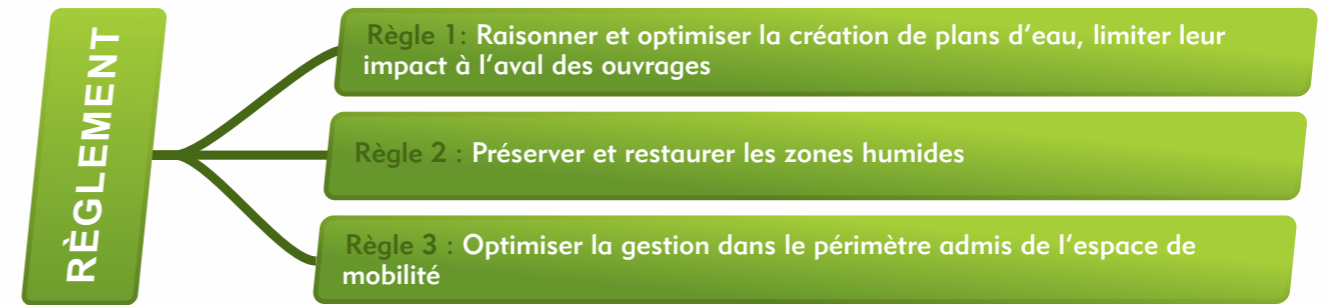 RÈGLEMENT
Règle 1: Raisonner et optimiser la création de plans d’eau, limiter leur
impact à l’aval des ouvrages
Règle 2 : Préserver et restaurer les zones humides
Règle 3 : Optimiser la gestion dans le périmètre admis de l’espace de
mobilité